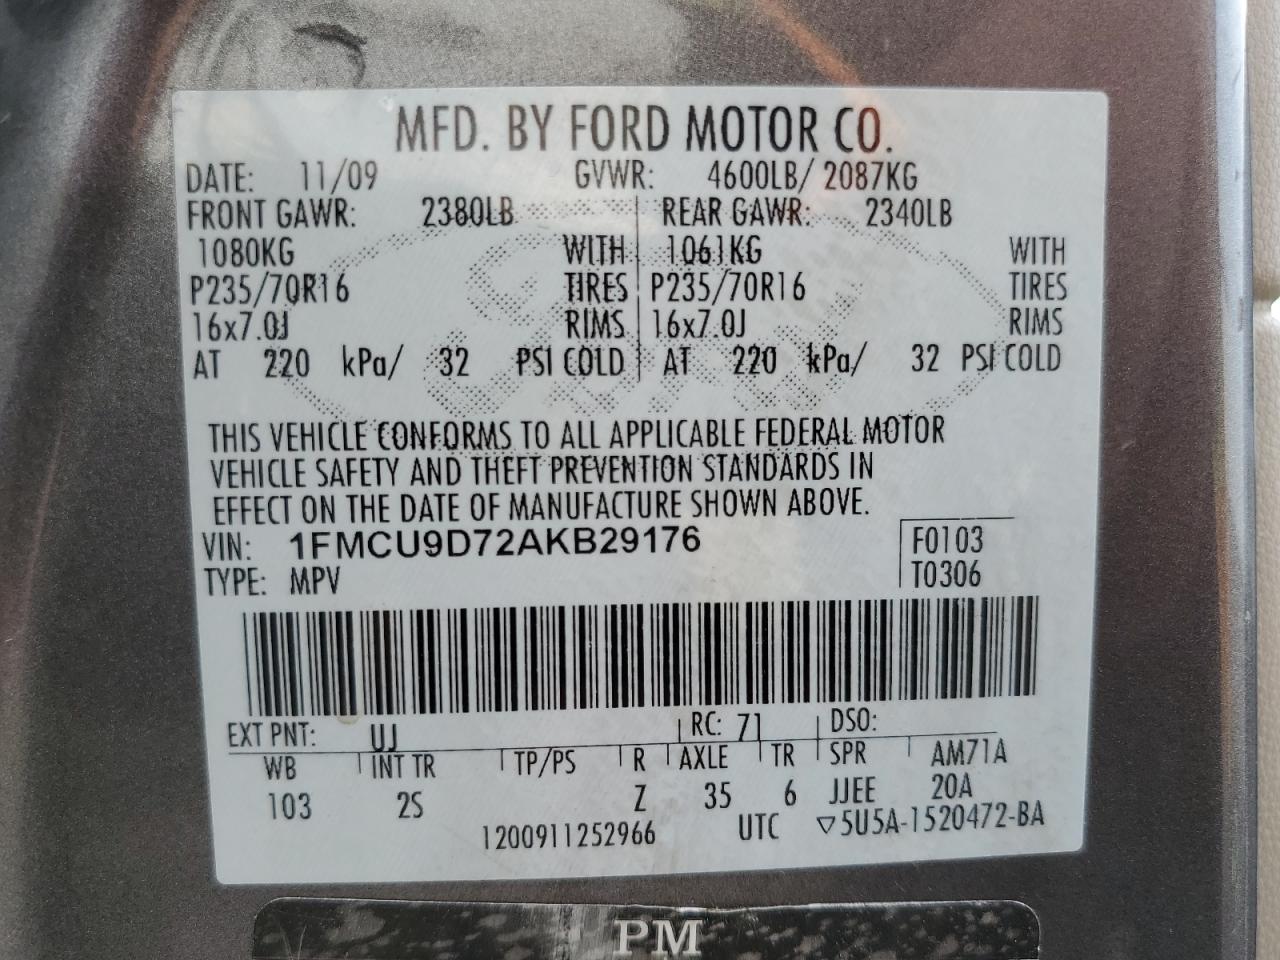 MFD. BY FORD MOTOR CO.
DATE: 11/09 GVWR: 4600LB/ 2087KG
FRONT GAWR: 2380LB REAR GAWR: 2340LB
1080KG WITH 1061KG WITH
P235/70R16 TIRES P235/70R16 TIRES
16x7.0J RIMS 16x7.0J RIMS
AT 220 kPa/ 32 PSI COLD AT 220 kPa/ 32 PSI COLD
THIS VEHICLE CONFORMS TO ALL APPLICABLE FEDERAL MOTOR
VEHICLE SAFETY AND THEFT PREVENTION STANDARDS IN
EFFECT ON THE DATE OF MANUFACTURE SHOWN ABOVE.
VIN: 1FMCU9D72AKB29176 F0103
TYPE: MPV T0306
EXT PNT: UJ RC: 71 DSO:
WB INT TR TP/PS R AXLE TR SPR AM71A
103 2S Z 35 6 JJEE 20A
1200911252966 UTC ▽5U5A-1520472-BA
PM